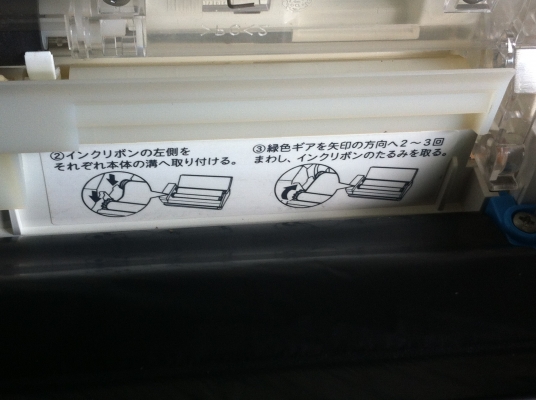 ②インクリボンの左側を
それぞれ本体の溝へ取り付ける。
③緑色ギアを矢印の方向へ2〜3回
まわし、インクリボンのたるみを取る。